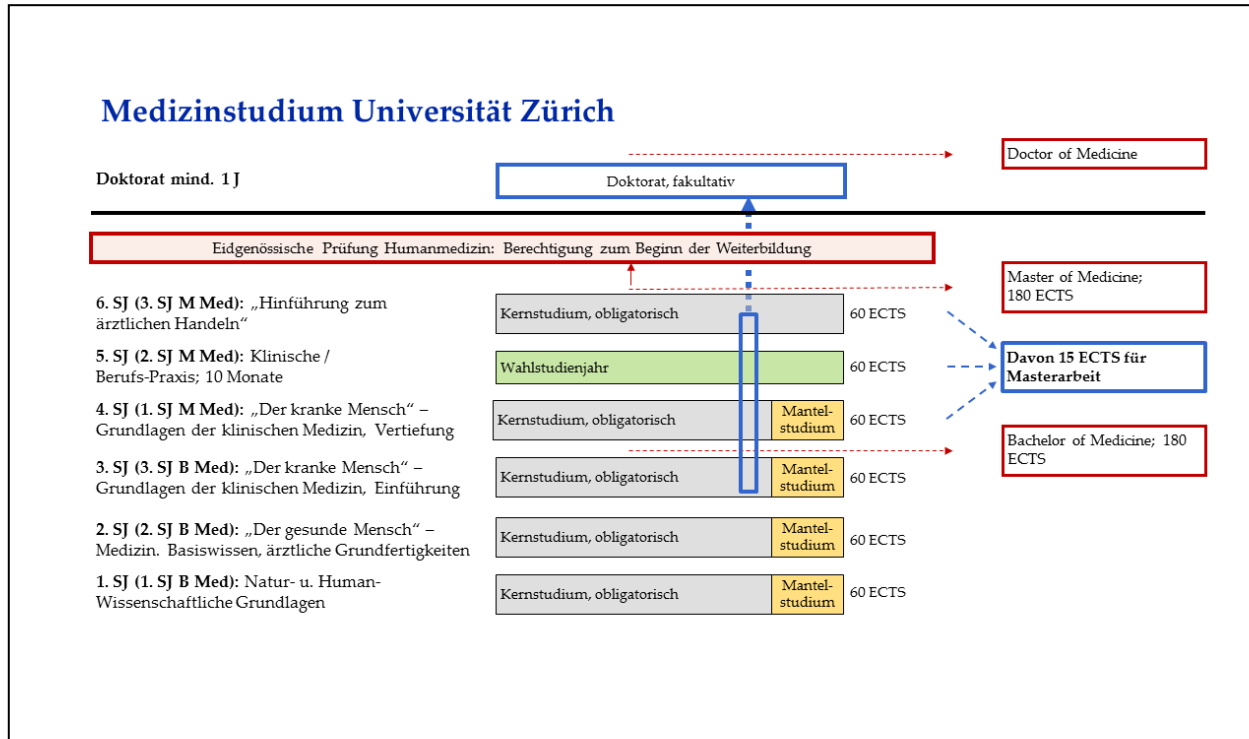 Medizinstudium Universität Zürich
Doctor of Medicine
Doktorat mind. 1 J
Doktorat, fakultativ
Eidgenössische Prüfung Humanmedizin: Berechtigung zum Beginn der Weiterbildung
Master of Medicine;
180 ECTS
6. SJ (3. SJ M Med): „Hinführung zum
ärztlichen Handeln“
Kernstudium, obligatorisch
60 ECTS
5. SJ (2. SJ M Med): Klinische /
Berufs-Praxis; 10 Monate
Wahlstudienjahr
60 ECTS
Davon 15 ECTS für
Masterarbeit
4. SJ (1. SJ M Med): „Der kranke Mensch“ –
Grundlagen der klinischen Medizin, Vertiefung
Kernstudium, obligatorisch
Mantel-
studium
60 ECTS
Bachelor of Medicine; 180
ECTS
3. SJ (3. SJ B Med): „Der kranke Mensch“ –
Grundlagen der klinischen Medizin, Einführung
Kernstudium, obligatorisch
Mantel-
studium
60 ECTS
2. SJ (2. SJ B Med): „Der gesunde Mensch“ –
Medizin. Basiswissen, ärztliche Grundfertigkeiten
Kernstudium, obligatorisch
Mantel-
studium
60 ECTS
1. SJ (1. SJ B Med): Natur- u. Human-
Wissenschaftliche Grundlagen
Kernstudium, obligatorisch
Mantel-
studium
60 ECTS